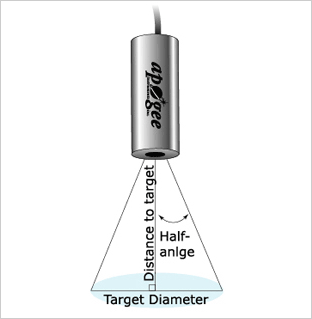 apogee
Distance to target
Half-
anlge
Target Diameter